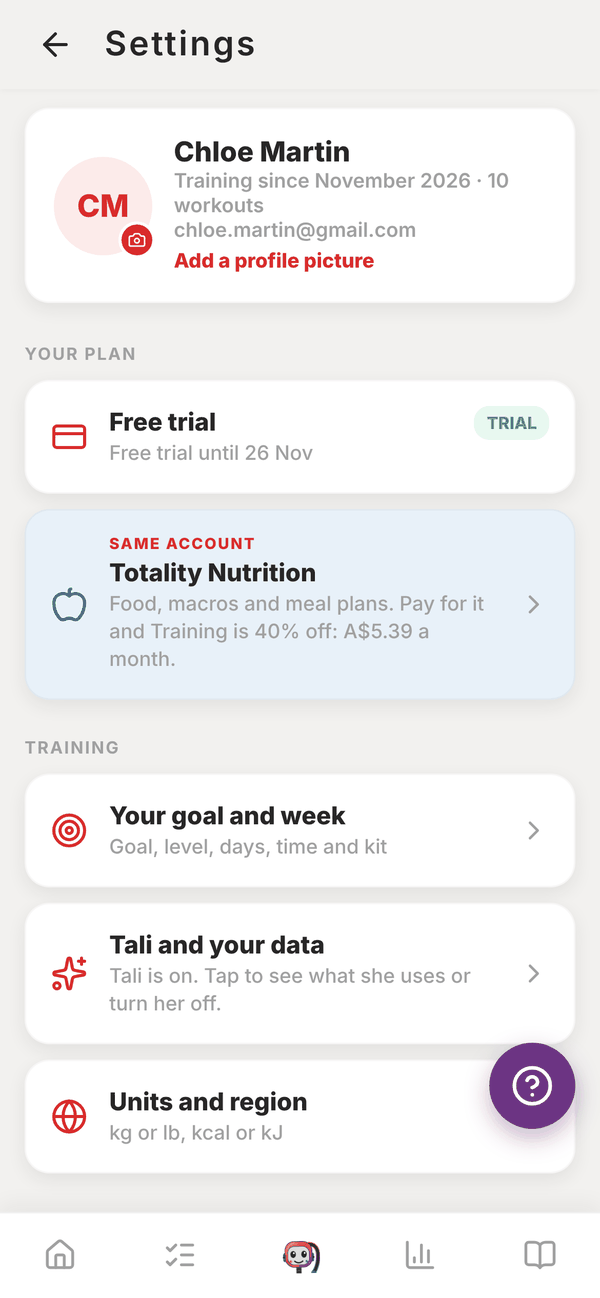 Settings
Chloe Martin
Training since November 2026 · 10
workouts
chloe.martin@gmail.com
Add a profile picture
CM
YOUR PLAN
Free trial
Free trial until 26 Nov
TRIAL
SAME ACCOUNT
Totality Nutrition
Food, macros and meal plans. Pay for it
and Training is 40% off: A$5.39 a
month.
TRAINING
Your goal and week
Goal, level, days, time and kit
Tali and your data
Tali is on. Tap to see what she uses or
turn her off.
Units and region
kg or lb, kcal or kJ